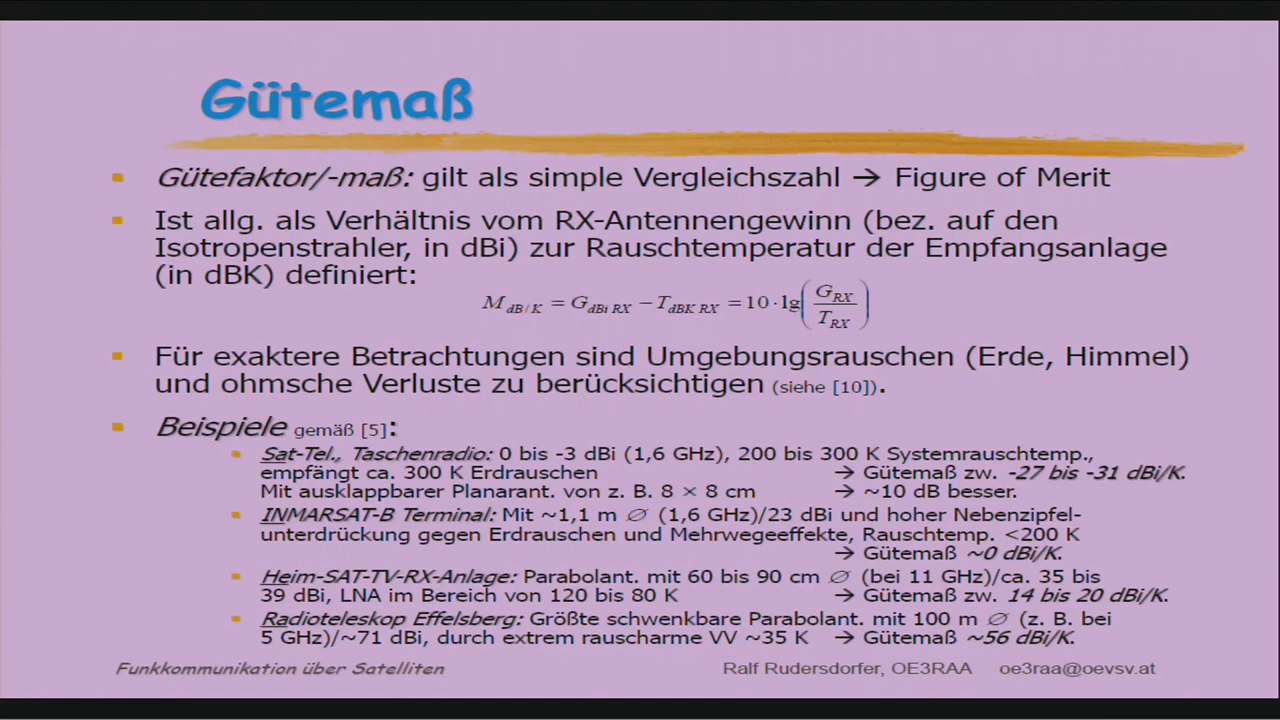 Gütemaß
Gütefaktor/-maß: gilt als simple Vergleichszahl → Figure of Merit
Ist allg. als Verhältnis vom RX-Antennengewinn (bez. auf den
Isotropenstrahler, in dBi) zur Rauschtemperatur der Empfangsanlage
(in dBK) definiert:
M dB/K = G dBi RX − T dBK RX = 10 · lg( G RX / T RX )
Für exaktere Betrachtungen sind Umgebungsrauschen (Erde, Himmel)
und ohmsche Verluste zu berücksichtigen (siehe [10]).
Beispiele gemäß [5]:
Sat-Tel., Taschenradio: 0 bis -3 dBi (1,6 GHz), 200 bis 300 K Systemrauschtemp.,
empfängt ca. 300 K Erdrauschen → Gütemaß zw. -27 bis -31 dBi/K.
Mit ausklappbarer Planarant. von z. B. 8 × 8 cm → ~10 dB besser.
INMARSAT-B Terminal: Mit ~1,1 m ∅ (1,6 GHz)/23 dBi und hoher Nebenzipfel-
unterdrückung gegen Erdrauschen und Mehrwegeeffekte, Rauschtemp. <200 K
→ Gütemaß ~0 dBi/K.
Heim-SAT-TV-RX-Anlage: Parabolant. mit 60 bis 90 cm ∅ (bei 11 GHz)/ca. 35 bis
39 dBi, LNA im Bereich von 120 bis 80 K → Gütemaß zw. 14 bis 20 dBi/K.
Radioteleskop Effelsberg: Größte schwenkbare Parabolant. mit 100 m ∅ (z. B. bei
5 GHz)/~71 dBi, durch extrem rauscharme VV ~35 K → Gütemaß ~56 dBi/K.
Funkkommunikation über Satelliten Ralf Rudersdorfer, OE3RAA oe3raa@oevsv.at